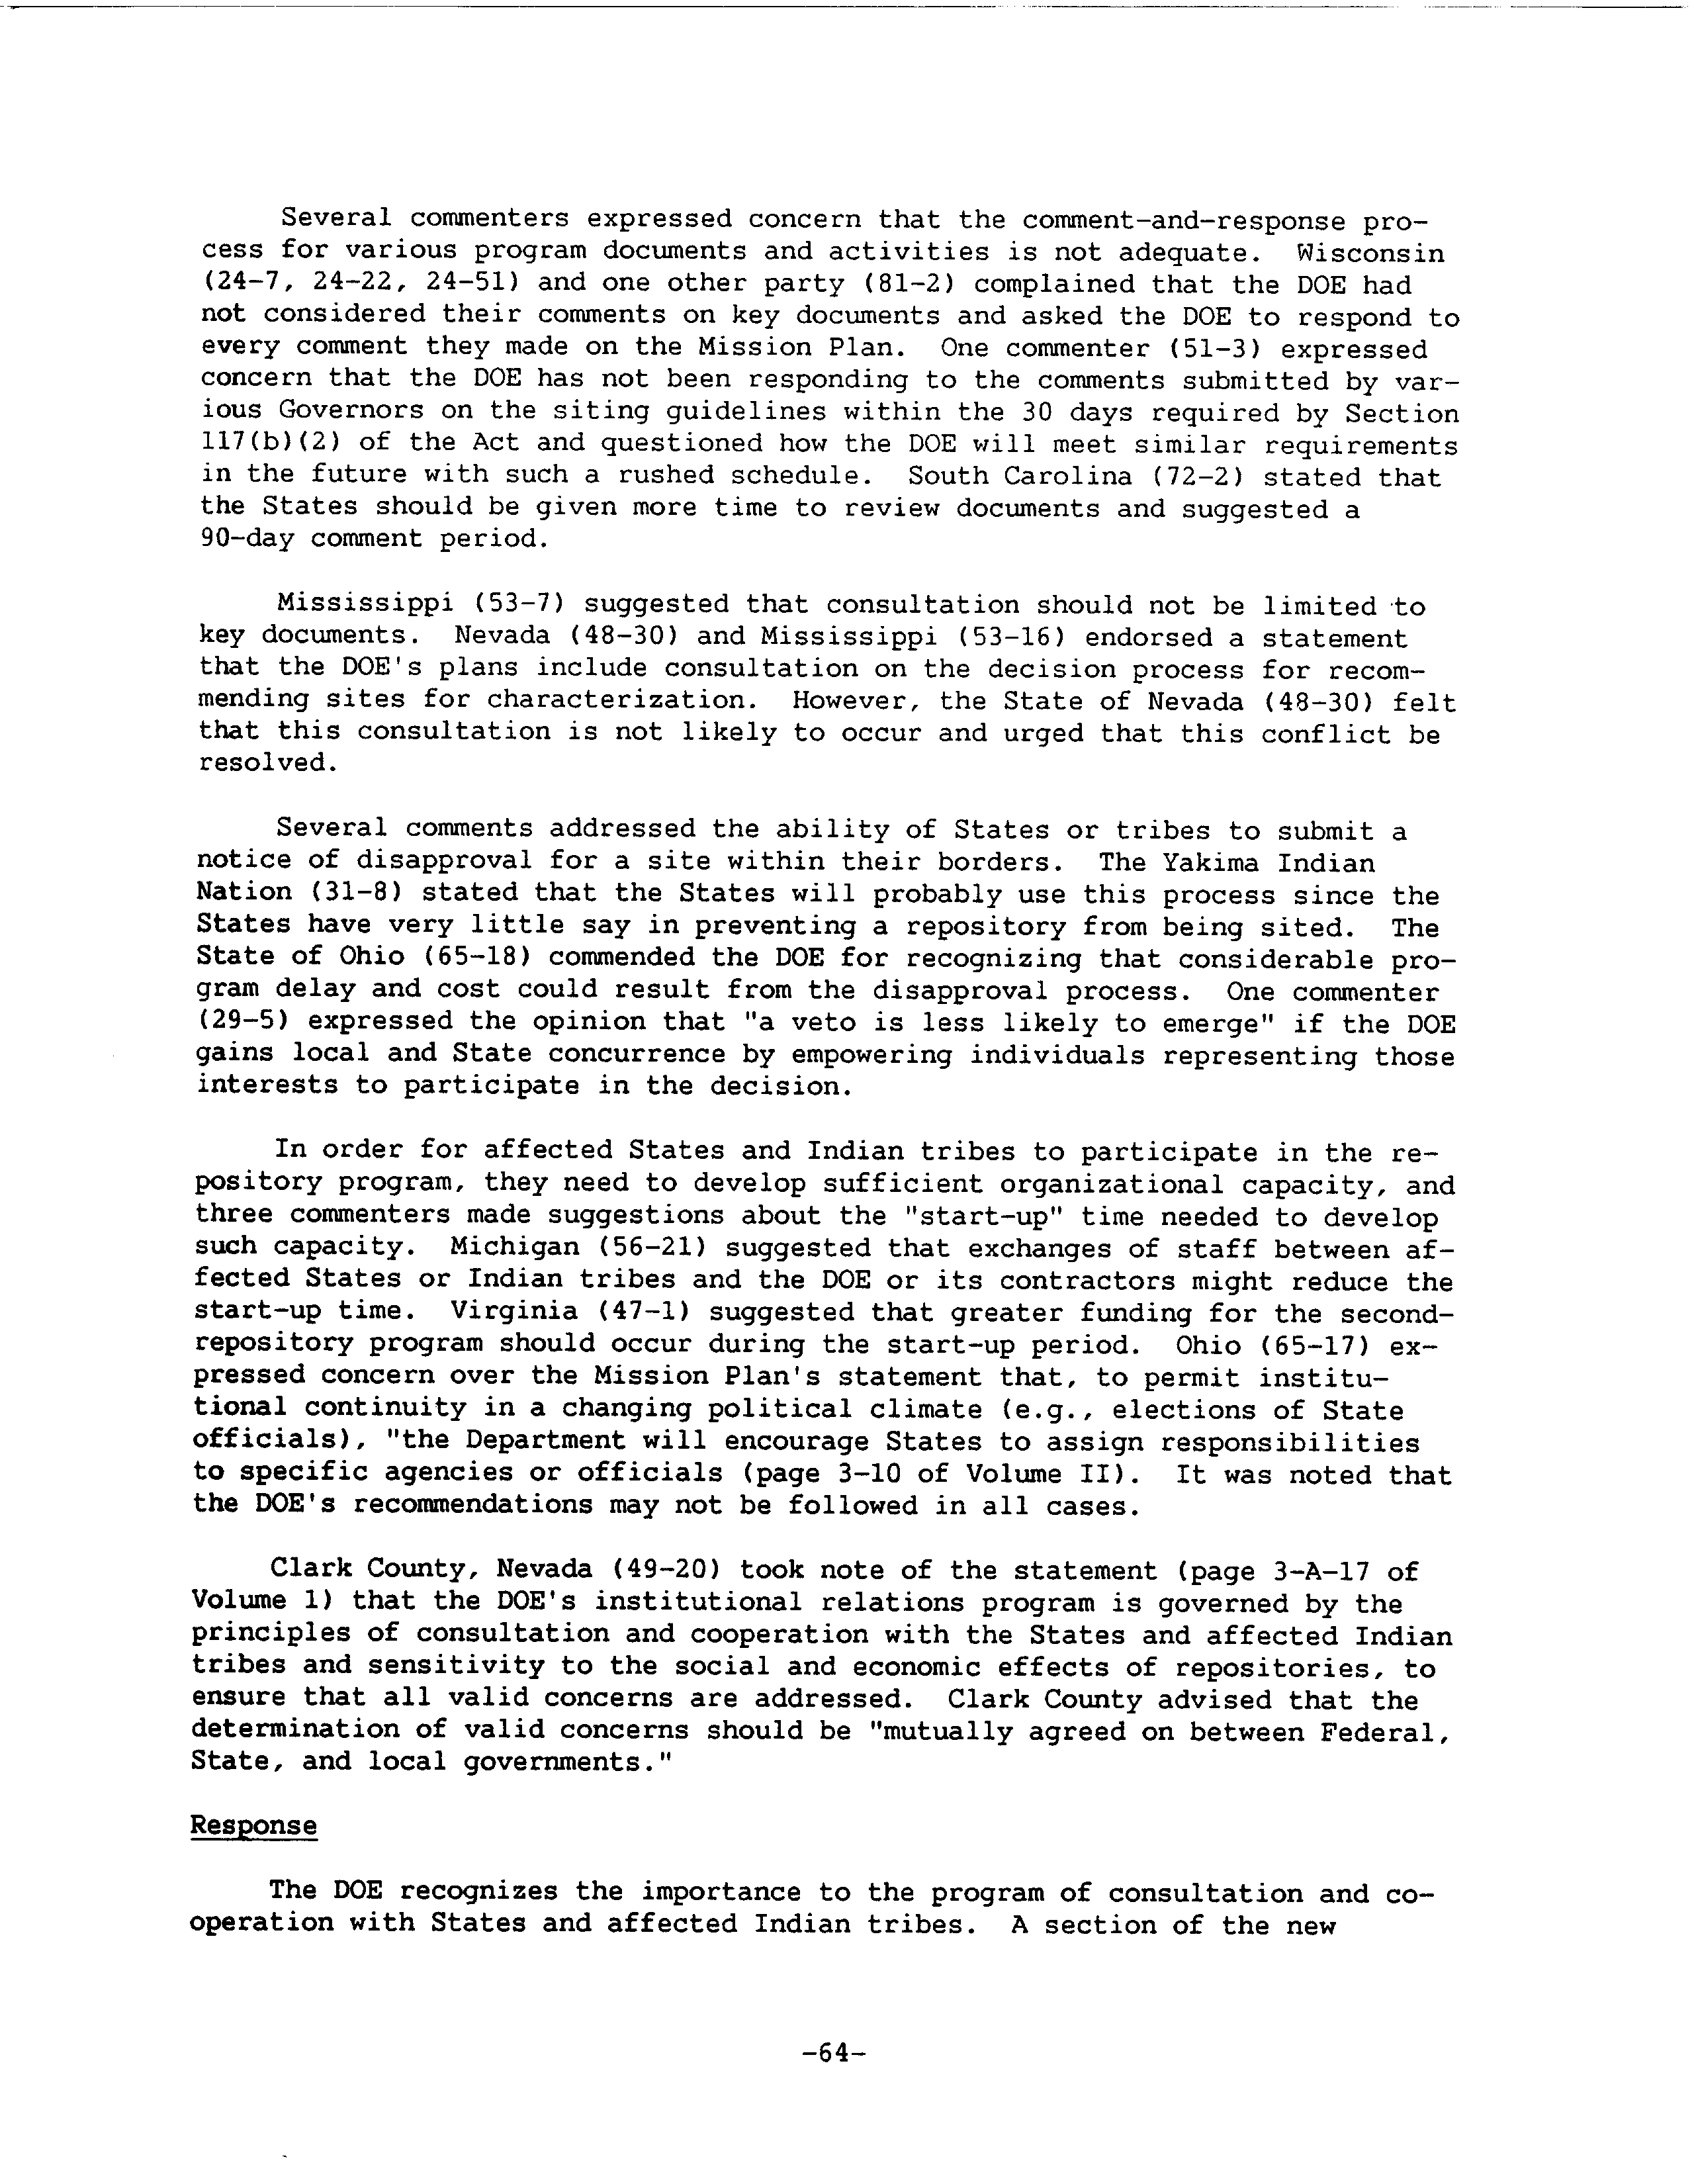 Several commenters expressed concern that the comment-and-response pro-
cess for various program documents and activities is not adequate. Wisconsin
(24-7, 24-22, 24-51) and one other party (81-2) complained that the DOE had
not considered their comments on key documents and asked the DOE to respond to
every comment they made on the Mission Plan. One commenter (51-3) expressed
concern that the DOE has not been responding to the comments submitted by var-
ious Governors on the siting guidelines within the 30 days required by Section
117(b)(2) of the Act and questioned how the DOE will meet similar requirements
in the future with such a rushed schedule. South Carolina (72-2) stated that
the States should be given more time to review documents and suggested a
90-day comment period.
Mississippi (53-7) suggested that consultation should not be limited to
key documents. Nevada (48-30) and Mississippi (53-16) endorsed a statement
that the DOE's plans include consultation on the decision process for recom-
mending sites for characterization. However, the State of Nevada (48-30) felt
that this consultation is not likely to occur and urged that this conflict be
resolved.
Several comments addressed the ability of States or tribes to submit a
notice of disapproval for a site within their borders. The Yakima Indian
Nation (31-8) stated that the States will probably use this process since the
States have very little say in preventing a repository from being sited. The
State of Ohio (65-18) commended the DOE for recognizing that considerable pro-
gram delay and cost could result from the disapproval process. One commenter
(29-5) expressed the opinion that "a veto is less likely to emerge" if the DOE
gains local and State concurrence by empowering individuals representing those
interests to participate in the decision.
In order for affected States and Indian tribes to participate in the re-
pository program, they need to develop sufficient organizational capacity, and
three commenters made suggestions about the "start-up" time needed to develop
such capacity. Michigan (56-21) suggested that exchanges of staff between af-
fected States or Indian tribes and the DOE or its contractors might reduce the
start-up time. Virginia (47-1) suggested that greater funding for the second-
repository program should occur during the start-up period. Ohio (65-17) ex-
pressed concern over the Mission Plan's statement that, to permit institu-
tional continuity in a changing political climate (e.g., elections of State
officials), "the Department will encourage States to assign responsibilities
to specific agencies or officials (page 3-10 of Volume II). It was noted that
the DOE's recommendations may not be followed in all cases.
Clark County, Nevada (49-20) took note of the statement (page 3-A-17 of
Volume 1) that the DOE's institutional relations program is governed by the
principles of consultation and cooperation with the States and affected Indian
tribes and sensitivity to the social and economic effects of repositories, to
ensure that all valid concerns are addressed. Clark County advised that the
determination of valid concerns should be "mutually agreed on between Federal,
State, and local governments."
Response
The DOE recognizes the importance to the program of consultation and co-
operation with States and affected Indian tribes. A section of the new
-64-